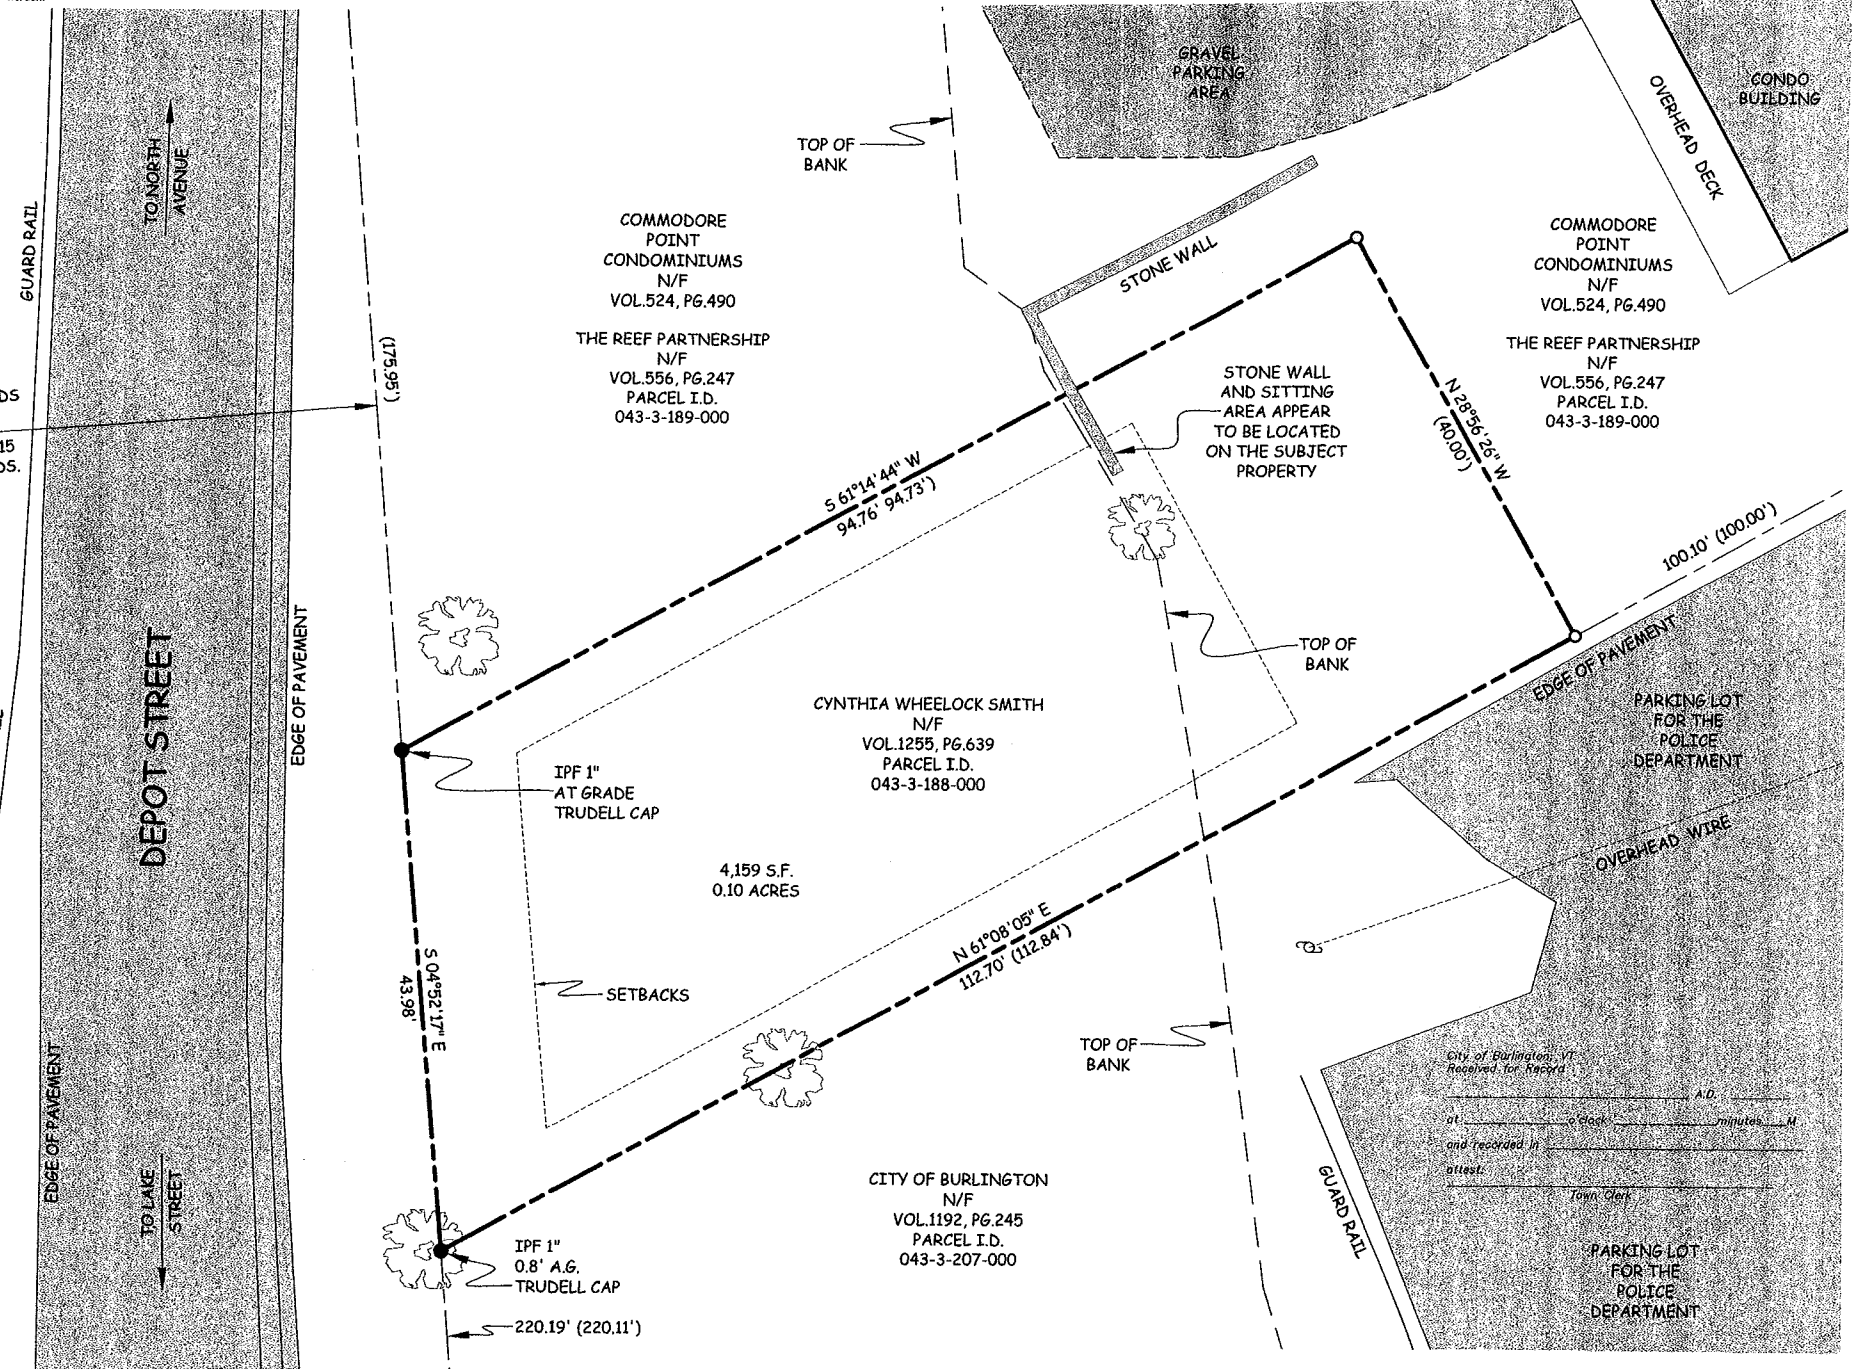 GRAVEL
PARKING
AREA
CONDO
BUILDING
OVERHEAD DECK
TO NORTH
AVENUE
TOP OF
BANK
GUARD RAIL
COMMODORE
POINT
CONDOMINIUMS
N/F
VOL.524, PG.490
THE REEF PARTNERSHIP
N/F
VOL.556, PG.247
PARCEL I.D.
043-3-189-000
STONE WALL
COMMODORE
POINT
CONDOMINIUMS
N/F
VOL.524, PG.490
THE REEF PARTNERSHIP
N/F
VOL.556, PG.247
PARCEL I.D.
043-3-189-000
(175.95')
DS
15
DS.
STONE WALL
AND SITTING
AREA APPEAR
TO BE LOCATED
ON THE SUBJECT
PROPERTY
N 28°56'26" W
(40.00')
S 61°14'44" W
94.76' 94.73')
100.10' (100.00')
EDGE OF PAVEMENT
DEPOT STREET
TOP OF
BANK
EDGE OF PAVEMENT
CYNTHIA WHEELOCK SMITH
N/F
VOL.1255, PG.639
PARCEL I.D.
043-3-188-000
PARKING LOT
FOR THE
POLICE
DEPARTMENT
IPF 1"
AT GRADE
TRUDELL CAP
OVERHEAD WIRE
4,159 S.F.
0.10 ACRES
N 61°08'05" E
112.70' (112.84')
S 04°52'17" E
43.98'
SETBACKS
TOP OF
BANK
City of Burlington, VT
Received for Record
A.D.
at o'clock minutes M
and recorded in
attest:
Town Clerk
EDGE OF PAVEMENT
TO LAKE
STREET
CITY OF BURLINGTON
N/F
VOL.1192, PG.245
PARCEL I.D.
043-3-207-000
GUARD RAIL
IPF 1"
0.8' A.G.
TRUDELL CAP
PARKING LOT
FOR THE
POLICE
DEPARTMENT
220.19' (220.11')